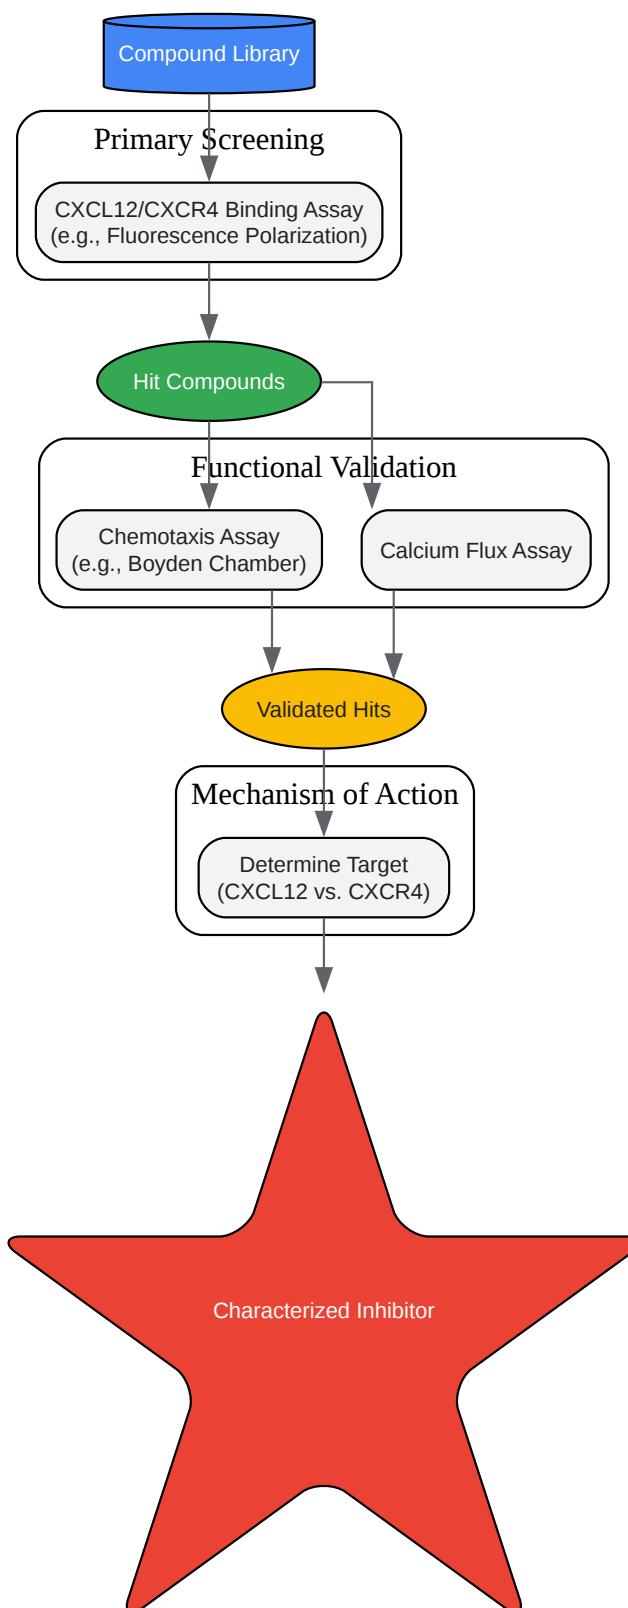 Compound Library
Primary Screening
CXCL12/CXCR4 Binding Assay
(e.g., Fluorescence Polarization)
Hit Compounds
Functional Validation
Chemotaxis Assay
(e.g., Boyden Chamber)
Calcium Flux Assay
Validated Hits
Mechanism of Action
Determine Target
(CXCL12 vs. CXCR4)
Characterized Inhibitor